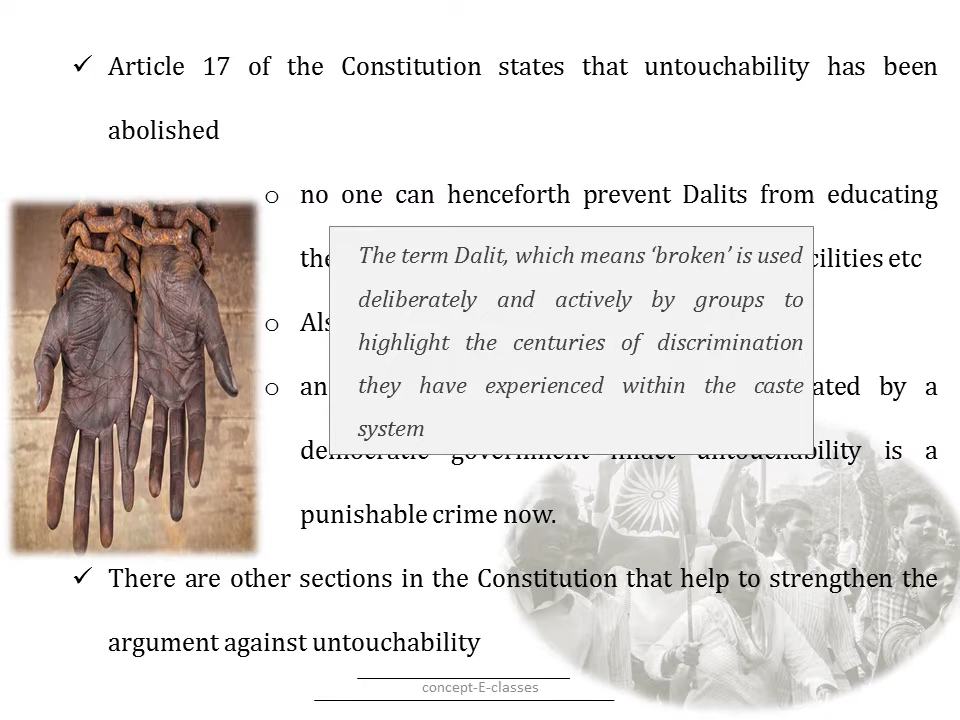 ✓ Article 17 of the Constitution states that untouchability has been
abolished
o no one can henceforth prevent Dalits from educating
cilities etc
The term Dalit, which means ‘broken’ is used
deliberately and actively by groups to
highlight the centuries of discrimination
they have experienced within the caste
system
o
o by a
is a
punishable crime now.
✓ There are other sections in the Constitution that help to strengthen the
argument against untouchability
concept-E-classes